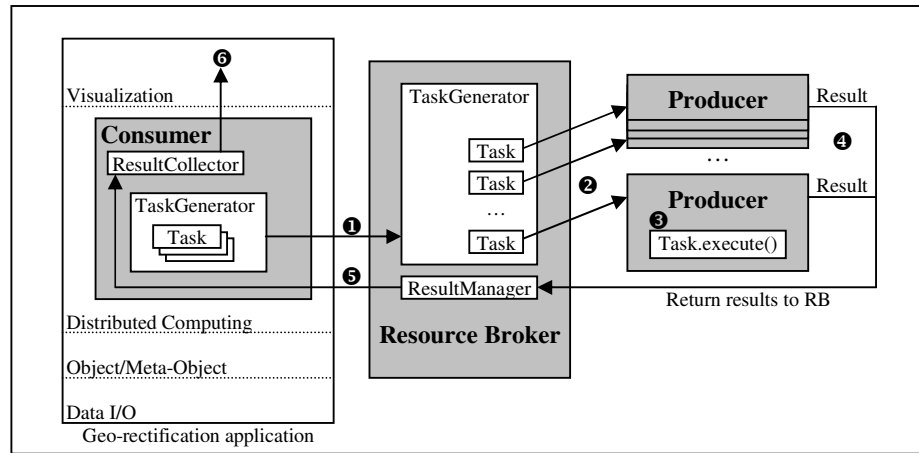 ❻
Visualization
Consumer
ResultCollector
TaskGenerator
Task
❶
❺
Distributed Computing
Object/Meta-Object
Data I/O
Geo-rectification application
TaskGenerator
Task
Task
…
Task
ResultManager
Resource Broker
❷
Producer
…
Producer
❸
Task.execute()
Result
❹
Result
Return results to RB